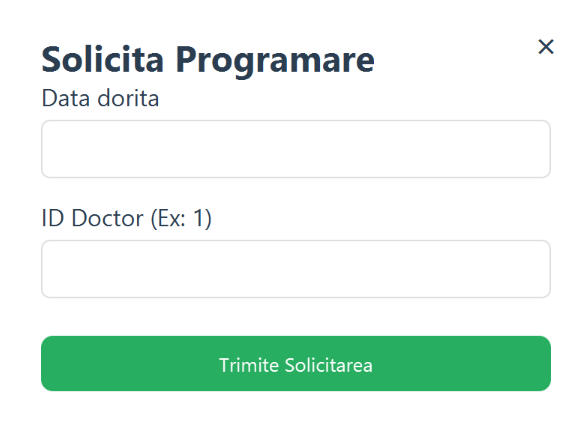 Solicita Programare
Data dorita
ID Doctor (Ex: 1)
Trimite Solicitarea